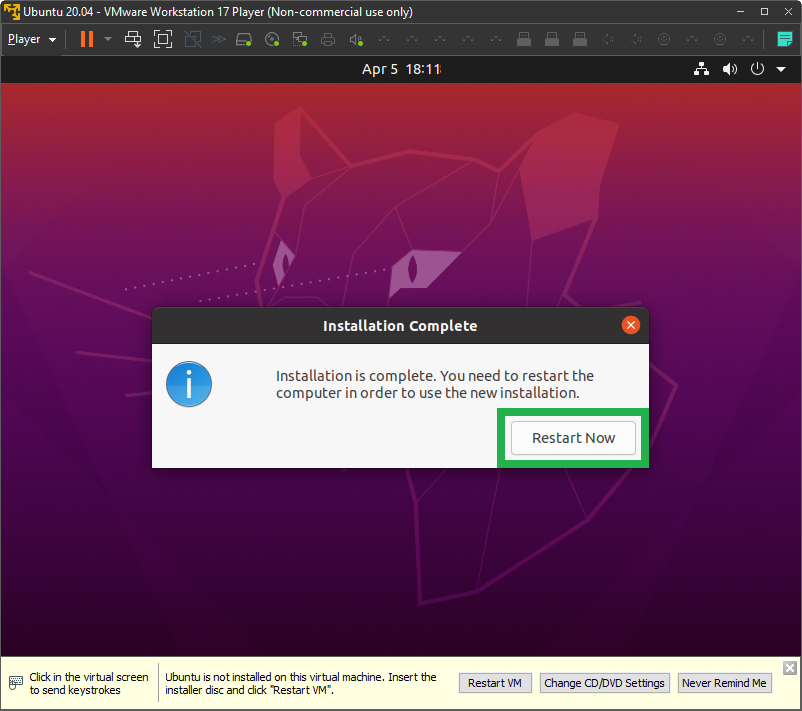 Ubuntu 20.04 - VMware Workstation 17 Player (Non-commercial use only)
Player
Apr 5 18:11
Installation Complete
Installation is complete. You need to restart the
computer in order to use the new installation.
Restart Now
Click in the virtual screen
to send keystrokes
Ubuntu is not installed on this virtual machine. Insert the
installer disc and click "Restart VM".
Restart VM
Change CD/DVD Settings
Never Remind Me